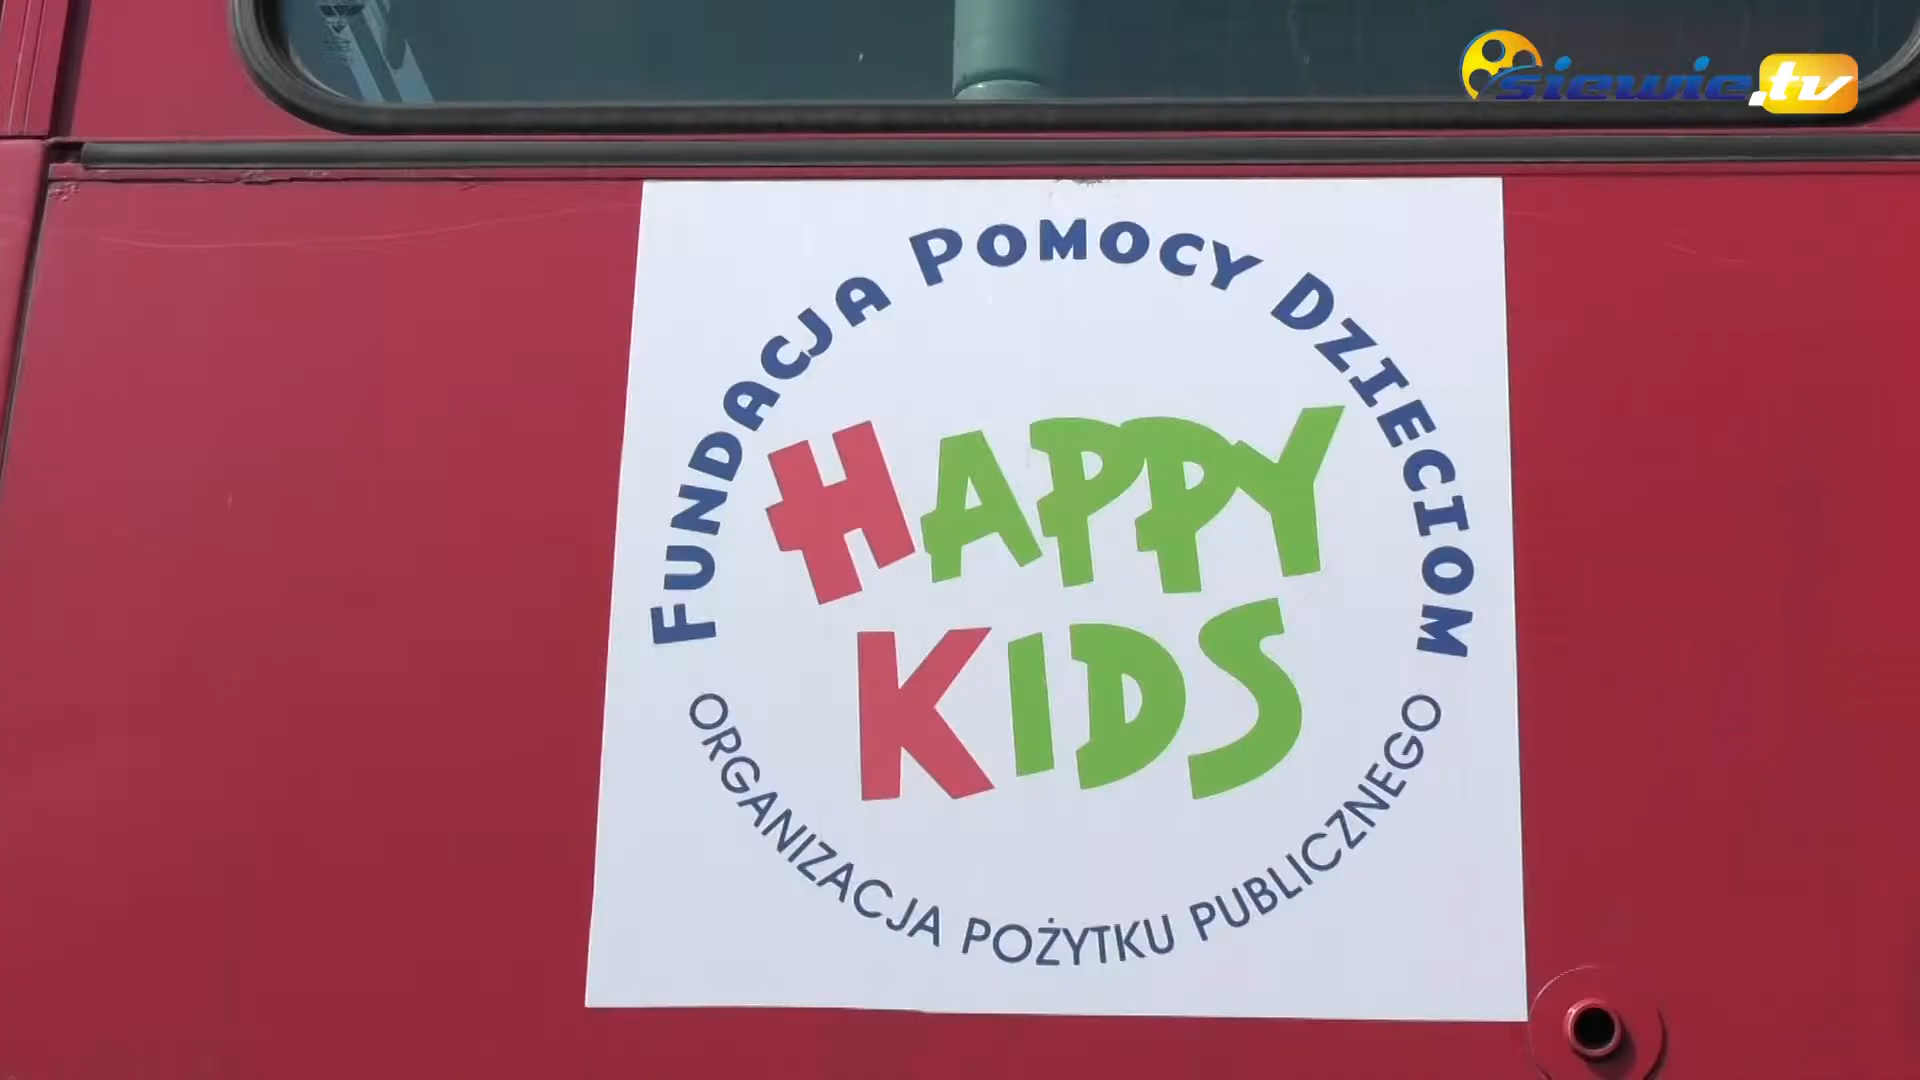 siewie.tv
FUNDACJA POMOCY DZIECIOM
HAPPY
KIDS
ORGANIZACJA POŻYTKU PUBLICZNEGO